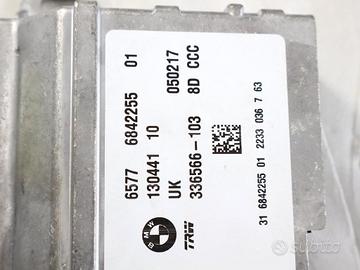 6577 6842255 01
130441 10 050217
UK 336566-103 8D CCC
BMW
TRW
31 6842255 01 2233 036 7 63
subito